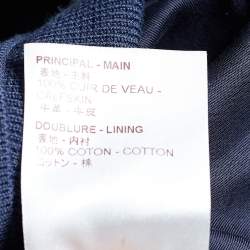 PRINCIPAL - MAIN
表地 - 主料
100% CUIR DE VEAU -
CALFSKIN
牛革 - 牛皮
DOUBLURE - LINING
裏地 - 内衬
100% COTON - COTTON
コットン - 棉